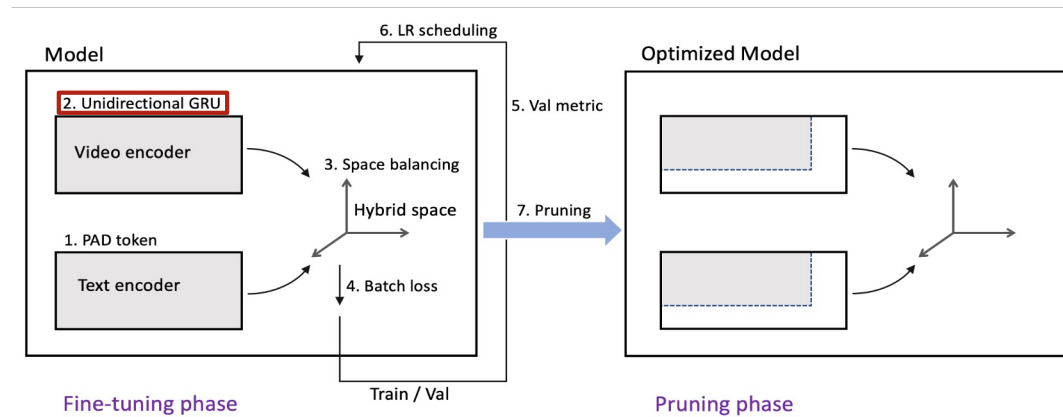 6. LR scheduling
Model
Optimized Model
2. Unidirectional GRU
5. Val metric
Video encoder
3. Space balancing
Hybrid space
7. Pruning
1. PAD token
Text encoder
4. Batch loss
Train / Val
Fine-tuning phase
Pruning phase